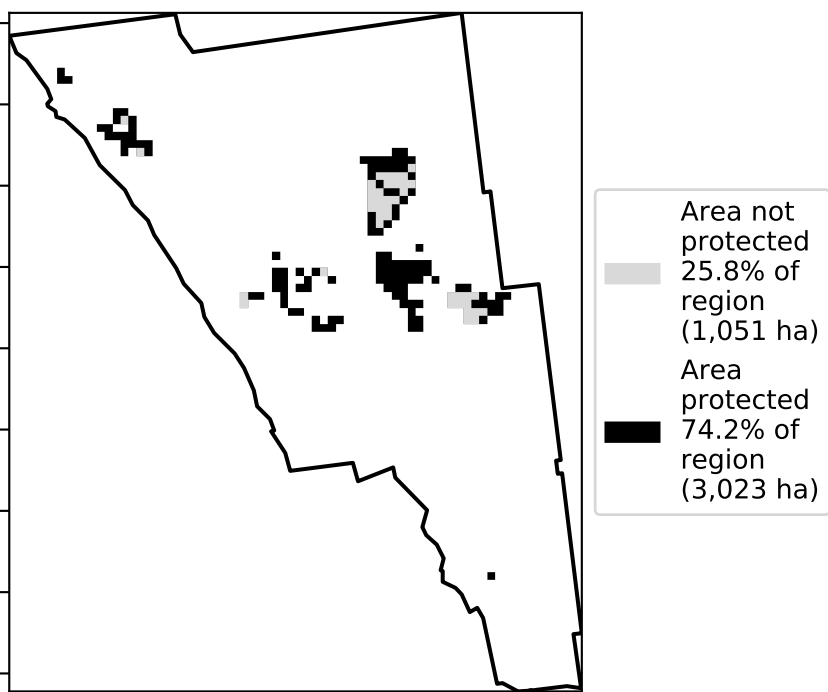 Area not
protected
25.8% of
region
(1,051 ha)
Area
protected
74.2% of
region
(3,023 ha)